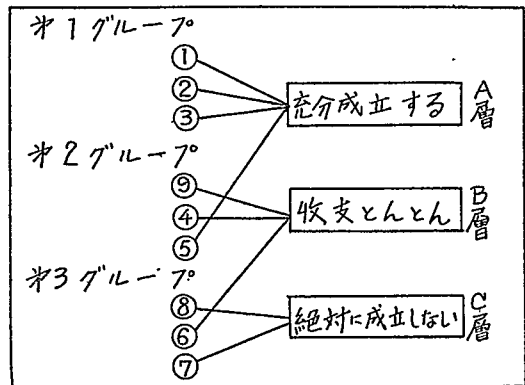 第1グループ
①
②
③
充分成立する
A層
第2グループ
⑨
④
⑤
収支とんとん
B層
第3グループ
⑧
⑥
⑦
絶対に成立しない
C層